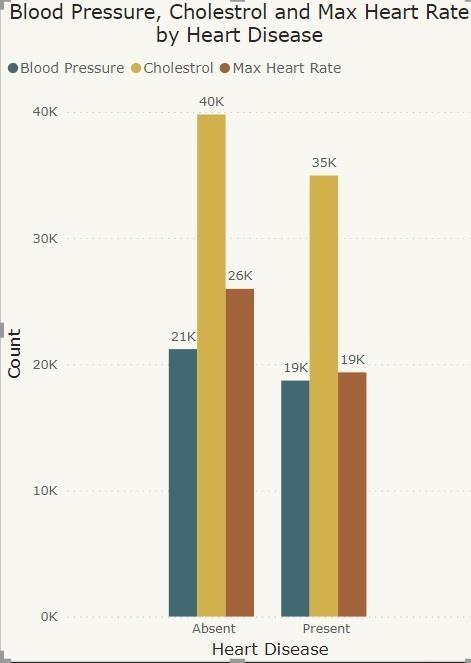 Blood Pressure, Cholestrol and Max Heart Rate
by Heart Disease
Blood Pressure Cholestrol Max Heart Rate
40K
40K
35K
30K
26K
21K
20K
19K
19K
10K
0K
Count
Absent Present
Heart Disease